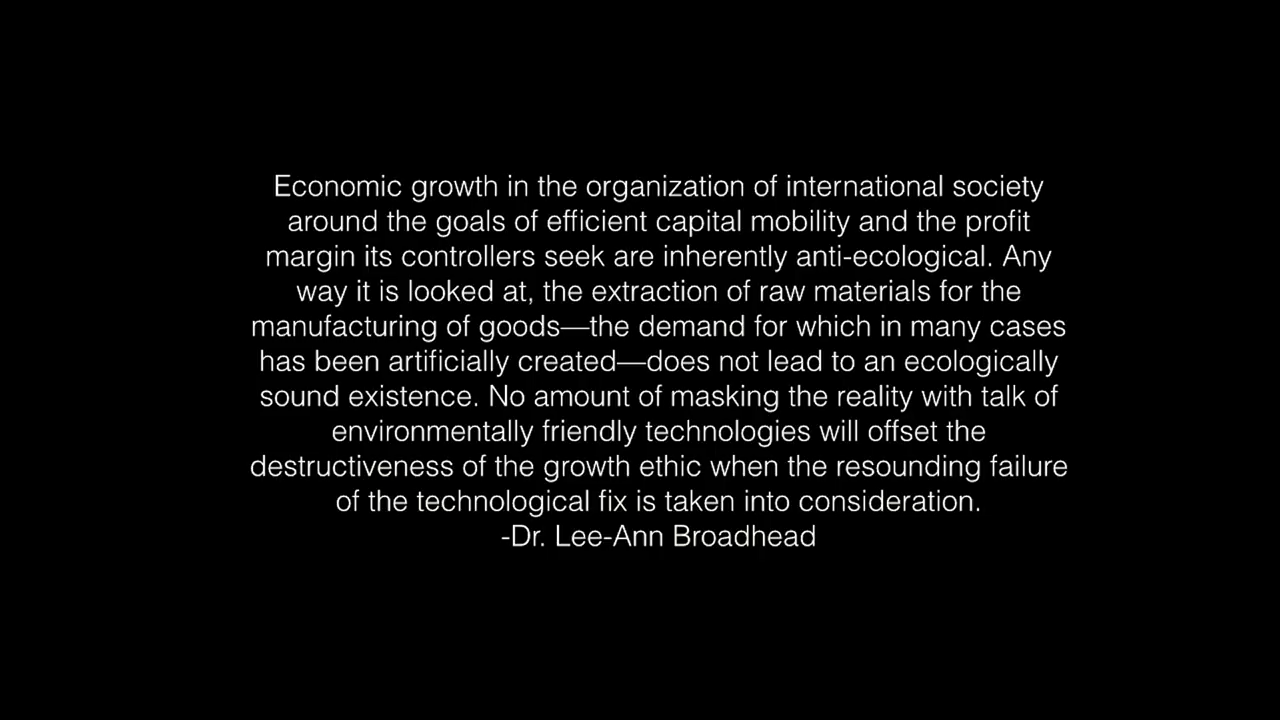 Economic growth in the organization of international society
around the goals of efficient capital mobility and the profit
margin its controllers seek are inherently anti-ecological. Any
way it is looked at, the extraction of raw materials for the
manufacturing of goods—the demand for which in many cases
has been artificially created—does not lead to an ecologically
sound existence. No amount of masking the reality with talk of
environmentally friendly technologies will offset the
destructiveness of the growth ethic when the resounding failure
of the technological fix is taken into consideration.
-Dr. Lee-Ann Broadhead